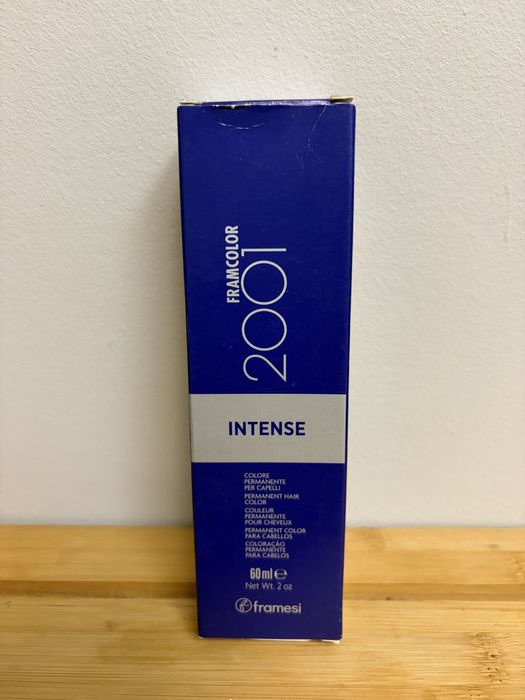 FRAMCOLOR
2001
INTENSE
COLORE
PERMANENTE
PER CAPELLI
PERMANENT HAIR
COLOR
COULEUR
PERMANENTE
POUR CHEVEUX
PERMANENT COLOR
PARA CABELLOS
COLORAÇÃO
PERMANENTE
PARA CABELOS
60ml℮
Net Wt. 2 oz
framesi